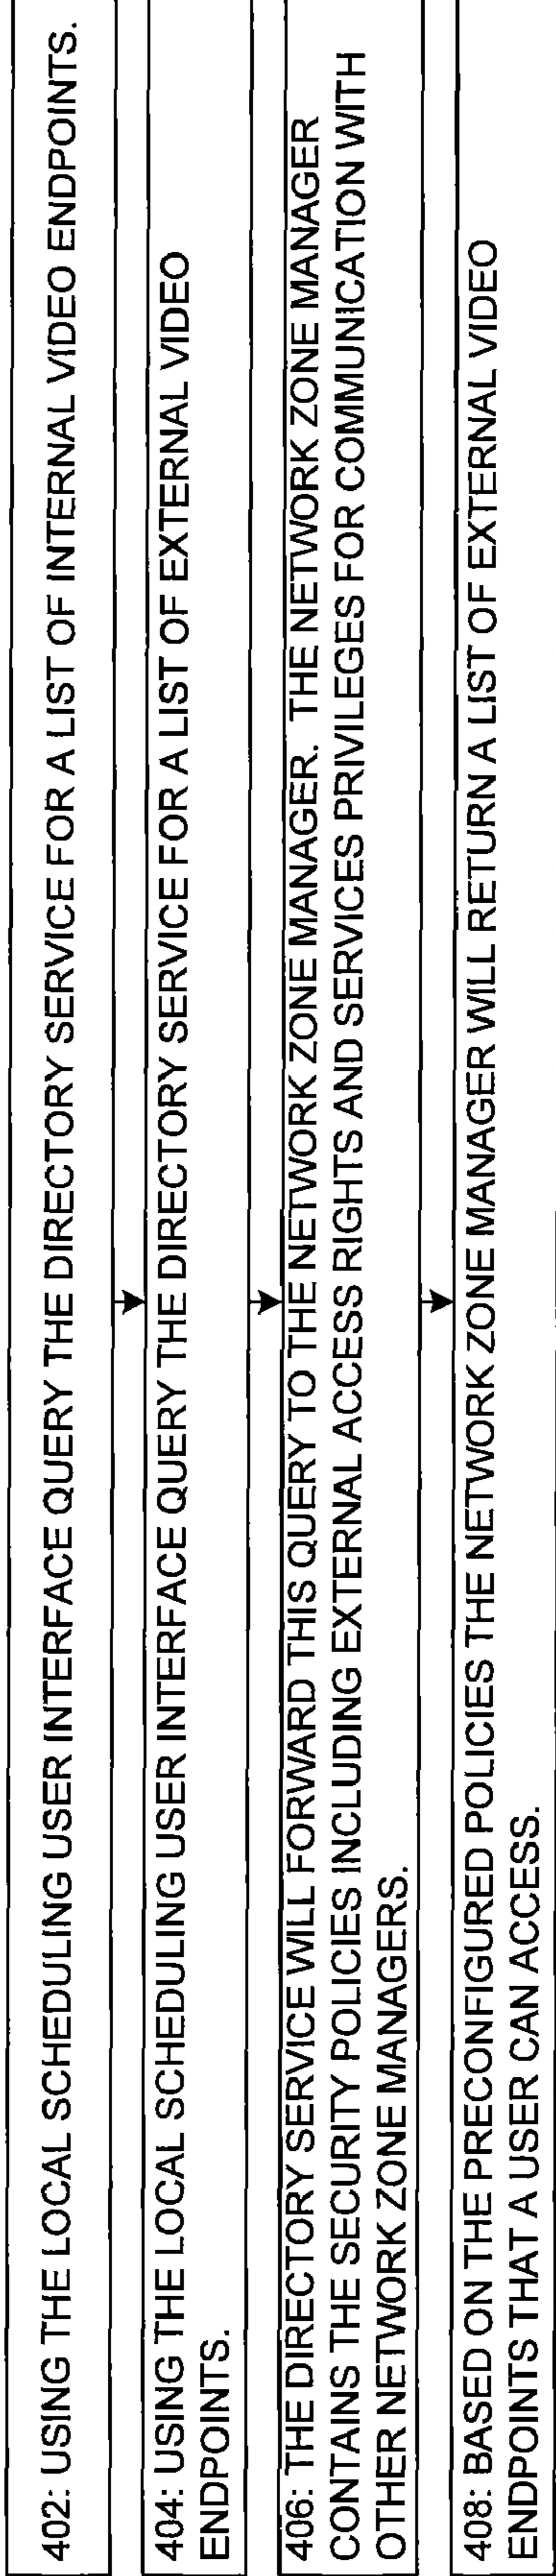 402: USING THE LOCAL SCHEDULING USER INTERFACE QUERY THE DIRECTORY SERVICE FOR A LIST OF INTERNAL VIDEO ENDPOINTS.
404: USING THE LOCAL SCHEDULING USER INTERFACE QUERY THE DIRECTORY SERVICE FOR A LIST OF EXTERNAL VIDEO
ENDPOINTS.
406: THE DIRECTORY SERVICE WILL FORWARD THIS QUERY TO THE NETWORK ZONE MANAGER. THE NETWORK ZONE MANAGER
CONTAINS THE SECURITY POLICIES INCLUDING EXTERNAL ACCESS RIGHTS AND SERVICES PRIVILEGES FOR COMMUNICATION WITH
OTHER NETWORK ZONE MANAGERS.
408: BASED ON THE PRECONFIGURED POLICIES THE NETWORK ZONE MANAGER WILL RETURN A LIST OF EXTERNAL VIDEO
ENDPOINTS THAT A USER CAN ACCESS.